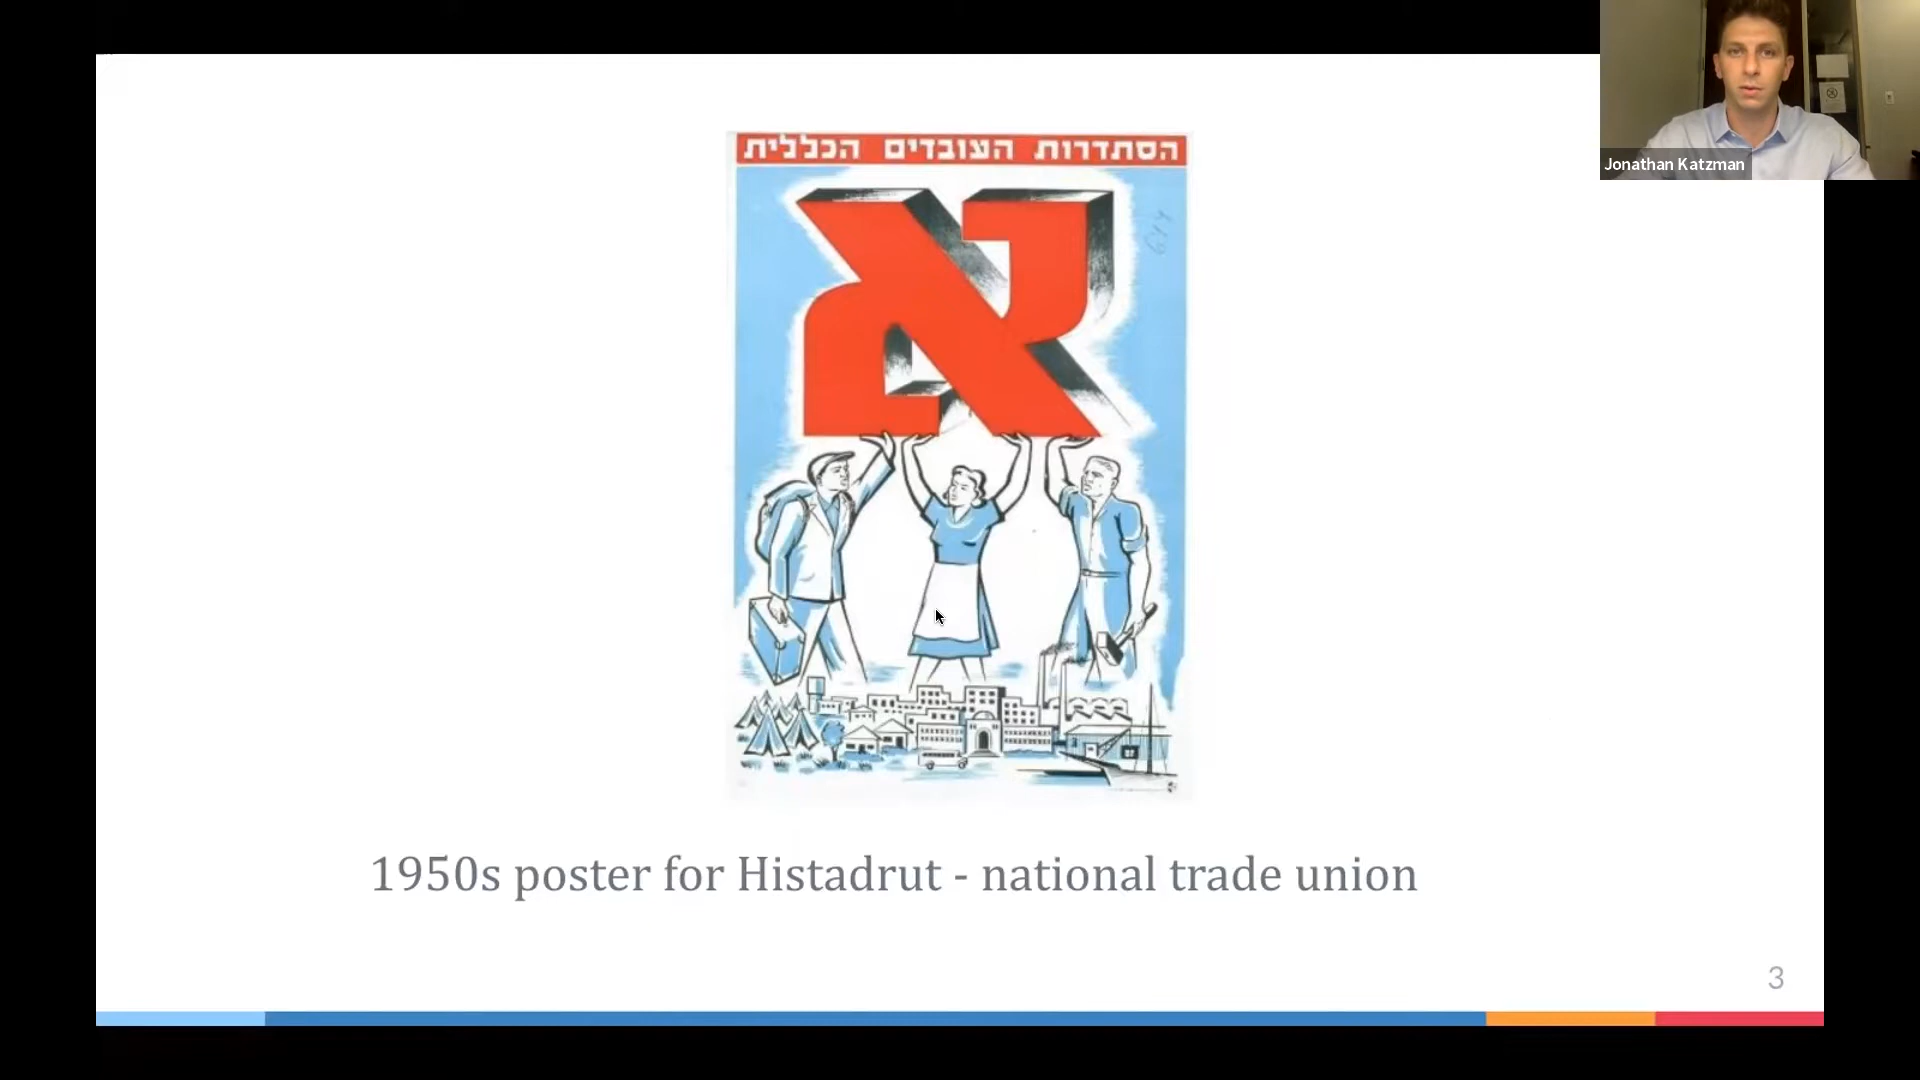 Jonathan Katzman
הסתדרות העובדים הכללית
א
1950s poster for Histadrut - national trade union
3